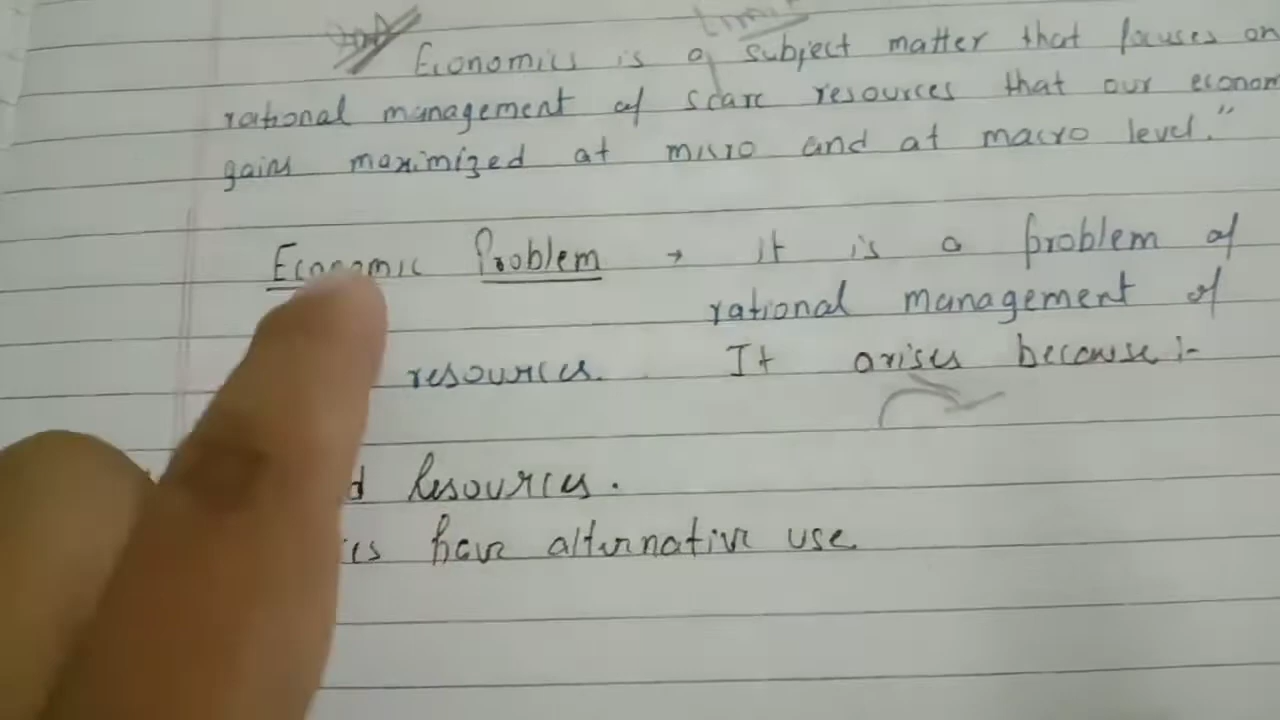 Economics is a subject matter that focuses on
rational management of scarc resources that our econom
gains maximized at micro and at macro level."
Economic Problem → it is a problem of
rational management of
resources. It arises because :-
d Resources.
ics have alternative use